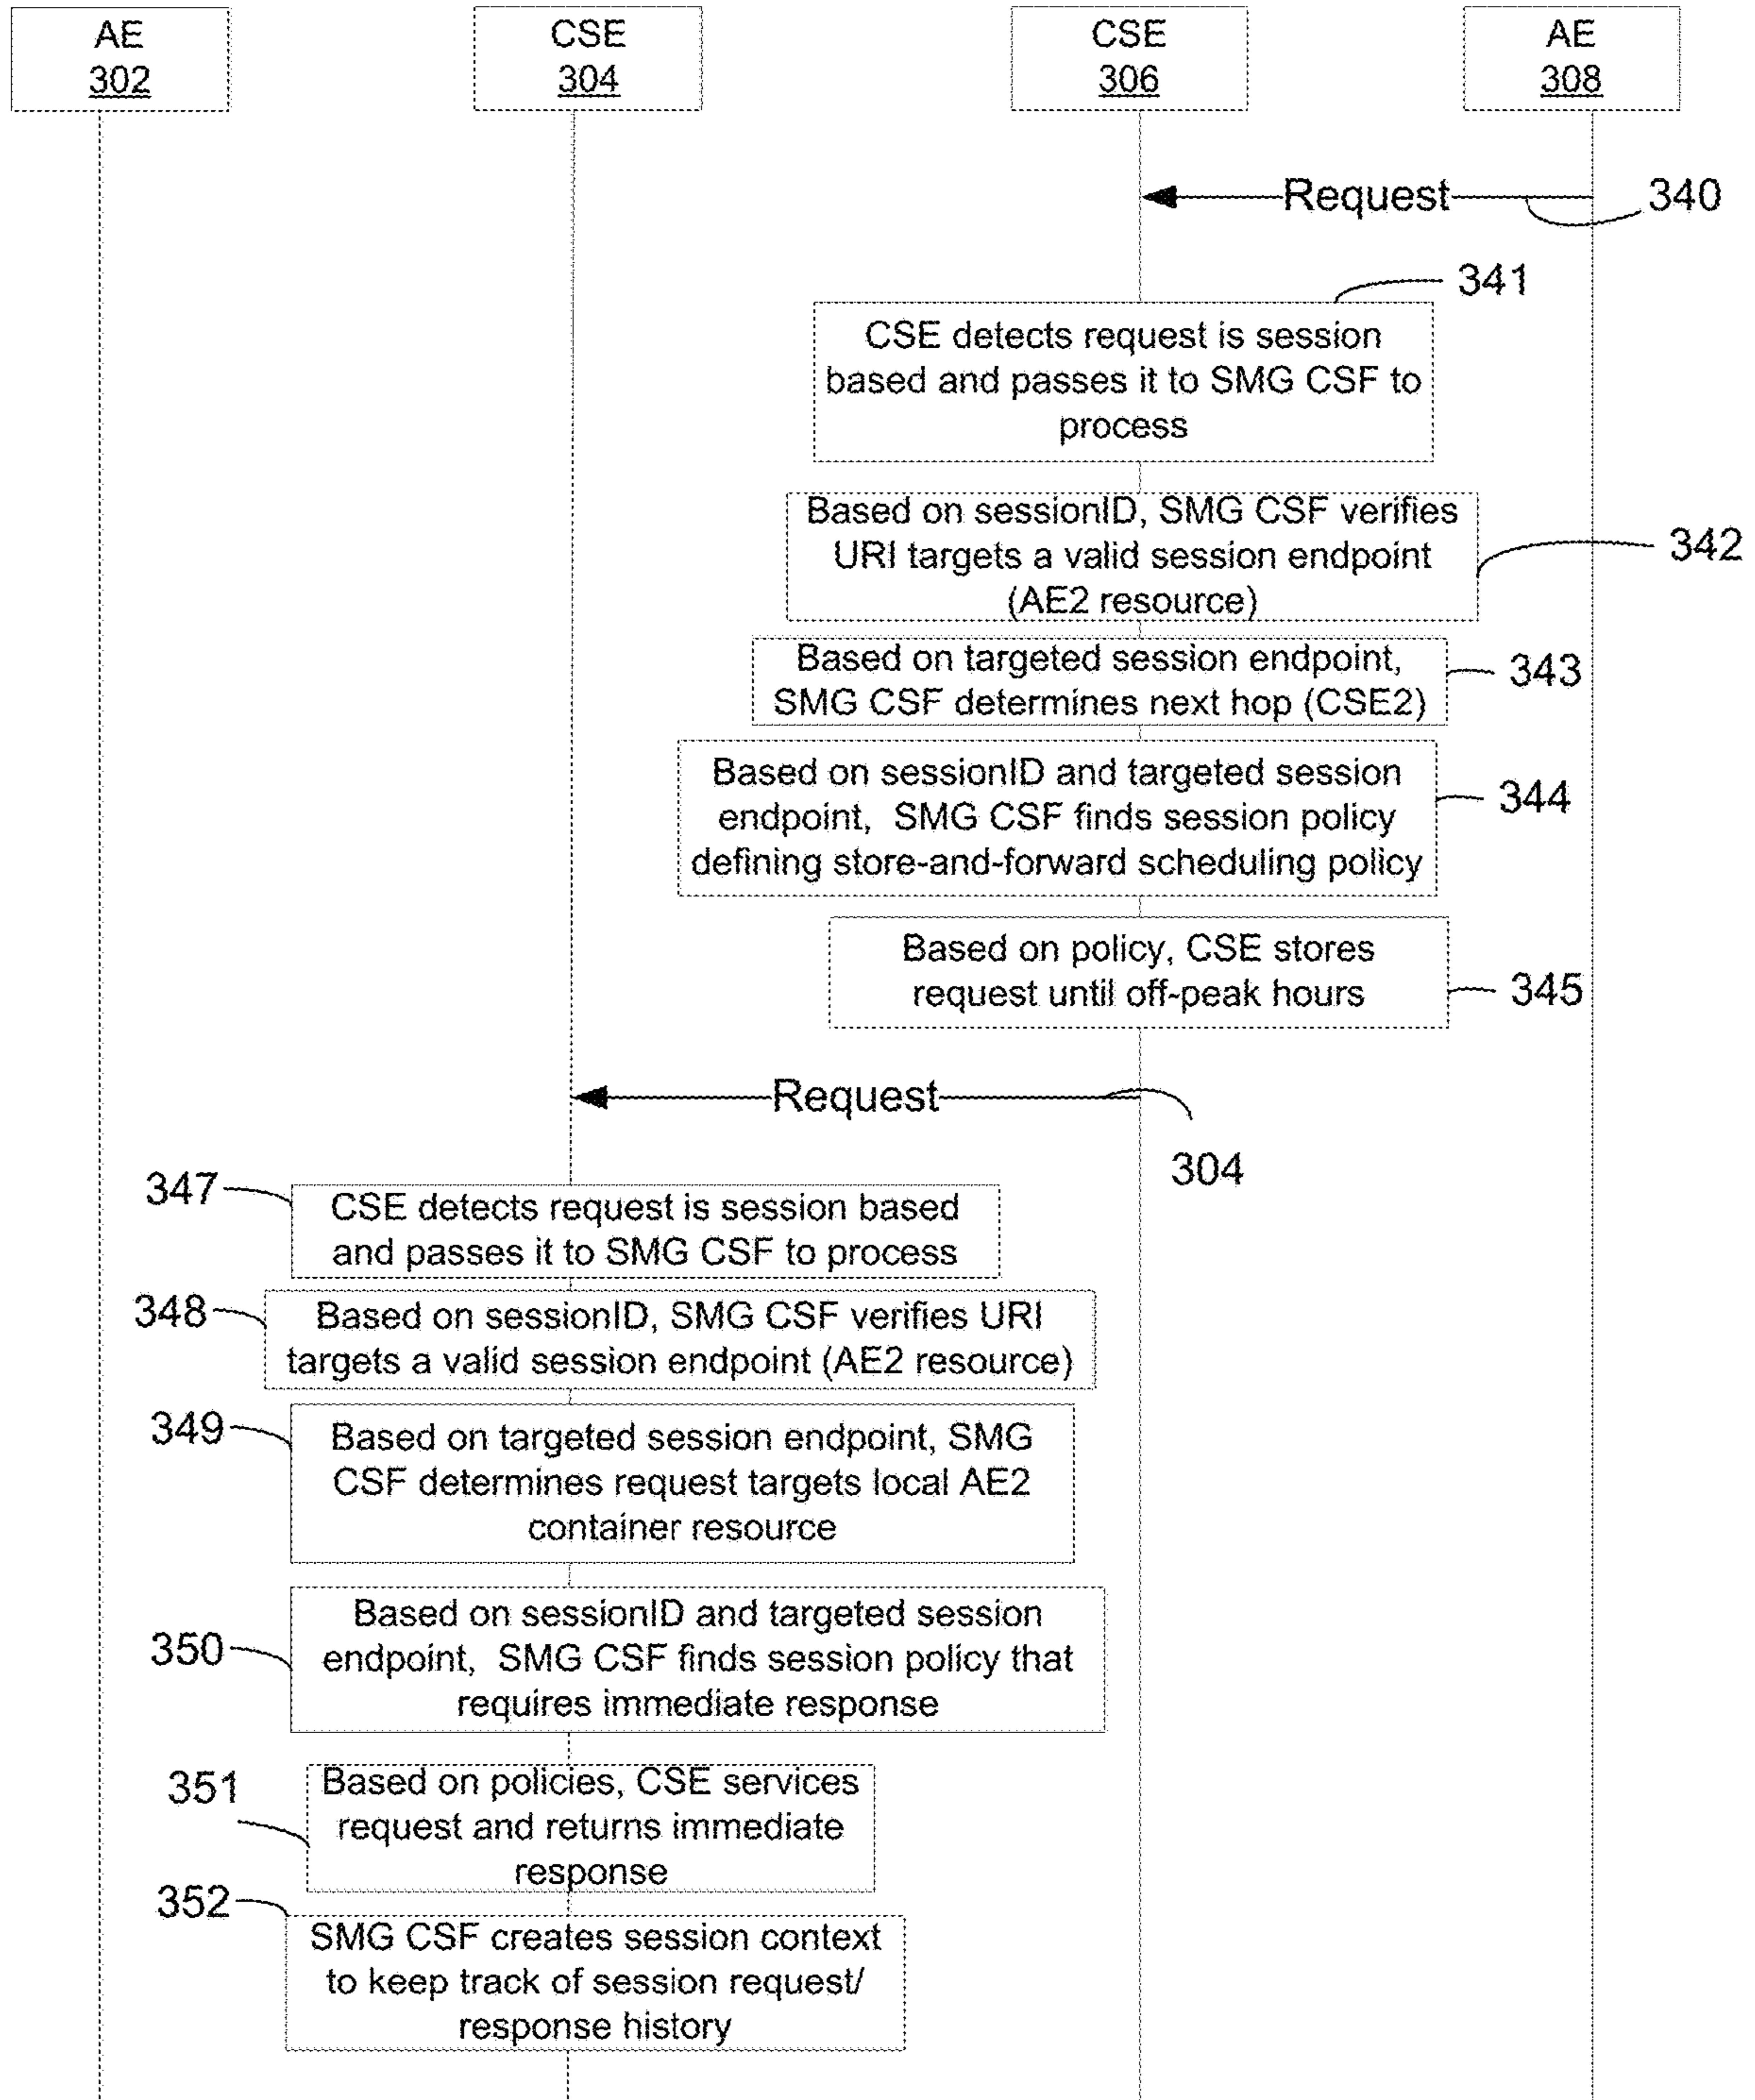 AE
302
CSE
304
CSE
306
AE
308
Request
340
341
CSE detects request is session
based and passes it to SMG CSF to
process
Based on sessionID, SMG CSF verifies
URI targets a valid session endpoint
(AE2 resource)
342
Based on targeted session endpoint,
SMG CSF determines next hop (CSE2)
343
Based on sessionID and targeted session
endpoint, SMG CSF finds session policy
defining store-and-forward scheduling policy
344
Based on policy, CSE stores
request until off-peak hours
345
Request
304
347
CSE detects request is session based
and passes it to SMG CSF to process
348
Based on sessionID, SMG CSF verifies URI
targets a valid session endpoint (AE2 resource)
349
Based on targeted session endpoint, SMG
CSF determines request targets local AE2
container resource
350
Based on sessionID and targeted session
endpoint, SMG CSF finds session policy that
requires immediate response
351
Based on policies, CSE services
request and returns immediate
response
352
SMG CSF creates session context
to keep track of session request/
response history